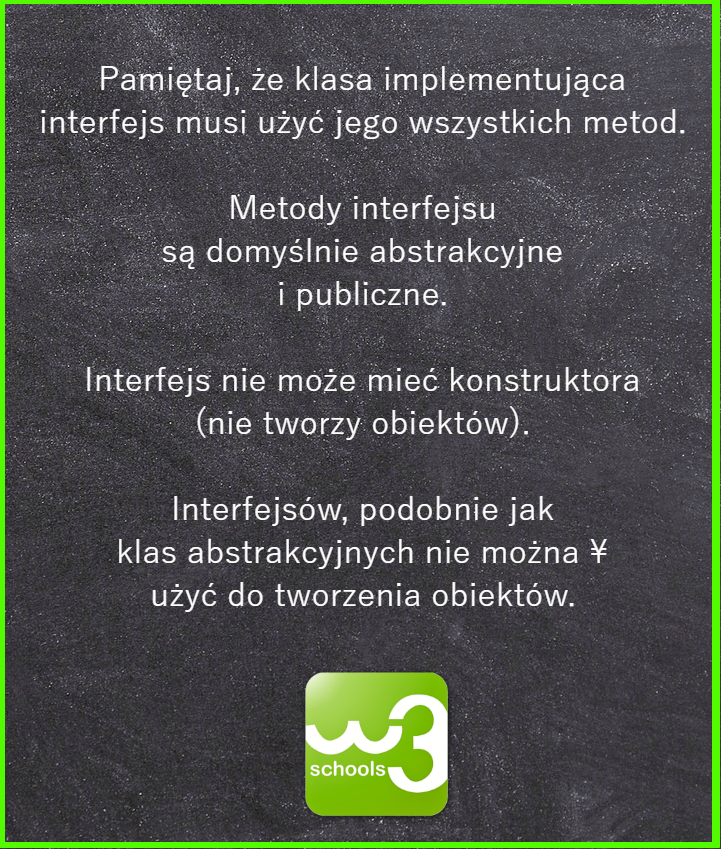 Pamiętaj, że klasa implementująca
interfejs musi użyć jego wszystkich metod.
Metody interfejsu
są domyślnie abstrakcyjne
i publiczne.
Interfejs nie może mieć konstruktora
(nie tworzy obiektów).
Interfejsów, podobnie jak
klas abstrakcyjnych nie można ¥
użyć do tworzenia obiektów.
w3
schools